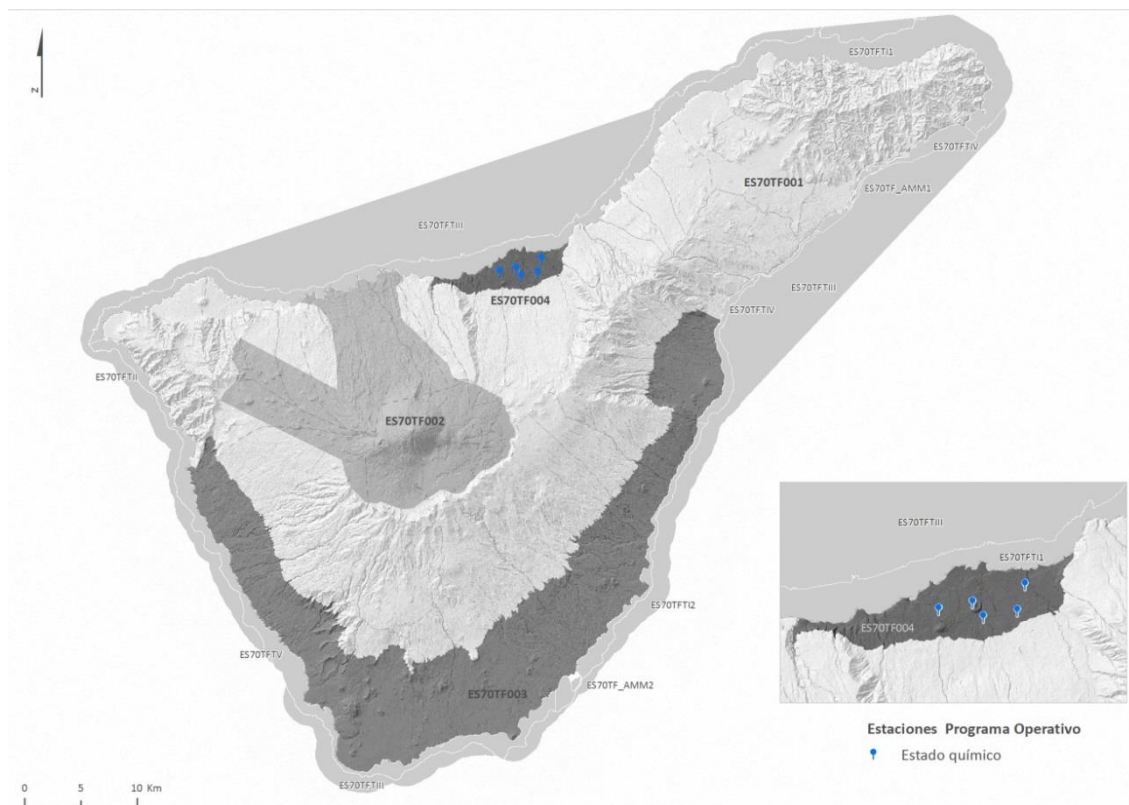 N
ES70TFTI1
ES70TFTIV
ES70TF001
ES70TF_AMM1
ES70TFTIII
ES70TF004
ES70TFTIII
ES70TFTIV
ES70TFTII
ES70TF002
ES70TFTIII
ES70TFTI1
ES70TF004
ES70TFTI2
ES70TFTV
ES70TF_AMM2
ES70TF003
Estaciones Programa Operativo
Estado químico
ES70TFTIII
0 5 10 Km